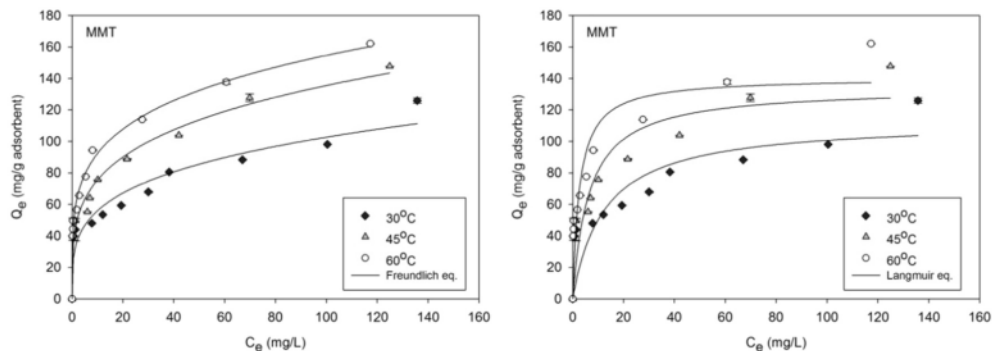 MMT
Qe (mg/g adsorbent)
180
160
140
120
100
80
60
40
20
0
30°C
45°C
60°C
Freundlich eq.
0 20 40 60 80 100 120 140 160
Ce (mg/L)
MMT
Qe (mg/g adsorbent)
180
160
140
120
100
80
60
40
20
0
30°C
45°C
60°C
Langmuir eq.
0 20 40 60 80 100 120 140 160
Ce (mg/L)